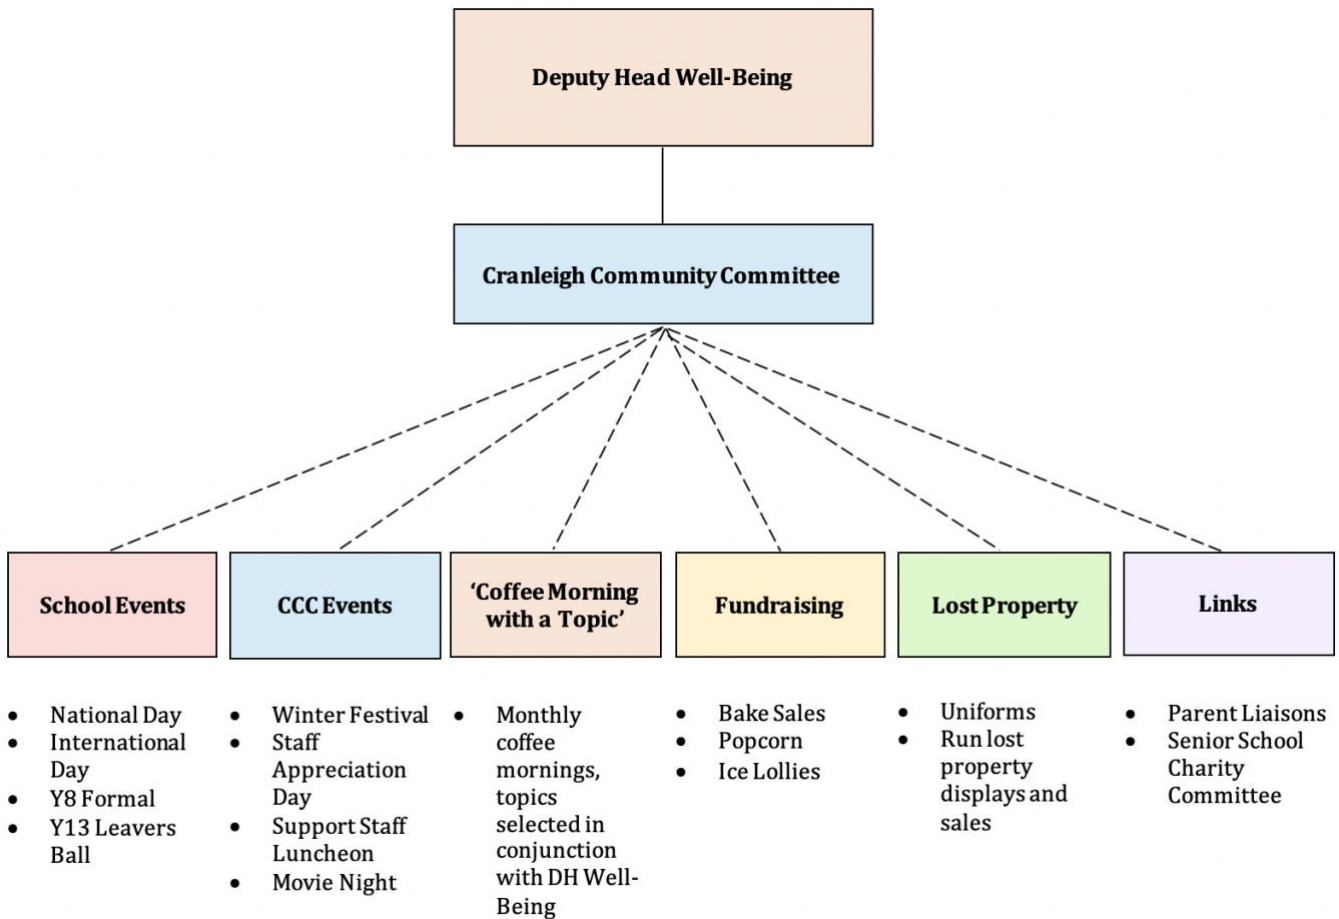 Deputy Head Well-Being
Cranleigh Community Committee
School Events
CCC Events
‘Coffee Morning
with a Topic’
Fundraising
Lost Property
Links
• National Day
• International
Day
• Y8 Formal
• Y13 Leavers
Ball
• Winter Festival
• Staff
Appreciation
Day
• Support Staff
Luncheon
• Movie Night
• Monthly
coffee
mornings,
topics
selected in
conjunction
with DH Well-
Being
• Bake Sales
• Popcorn
• Ice Lollies
• Uniforms
• Run lost
property
displays and
sales
• Parent Liaisons
• Senior School
Charity
Committee